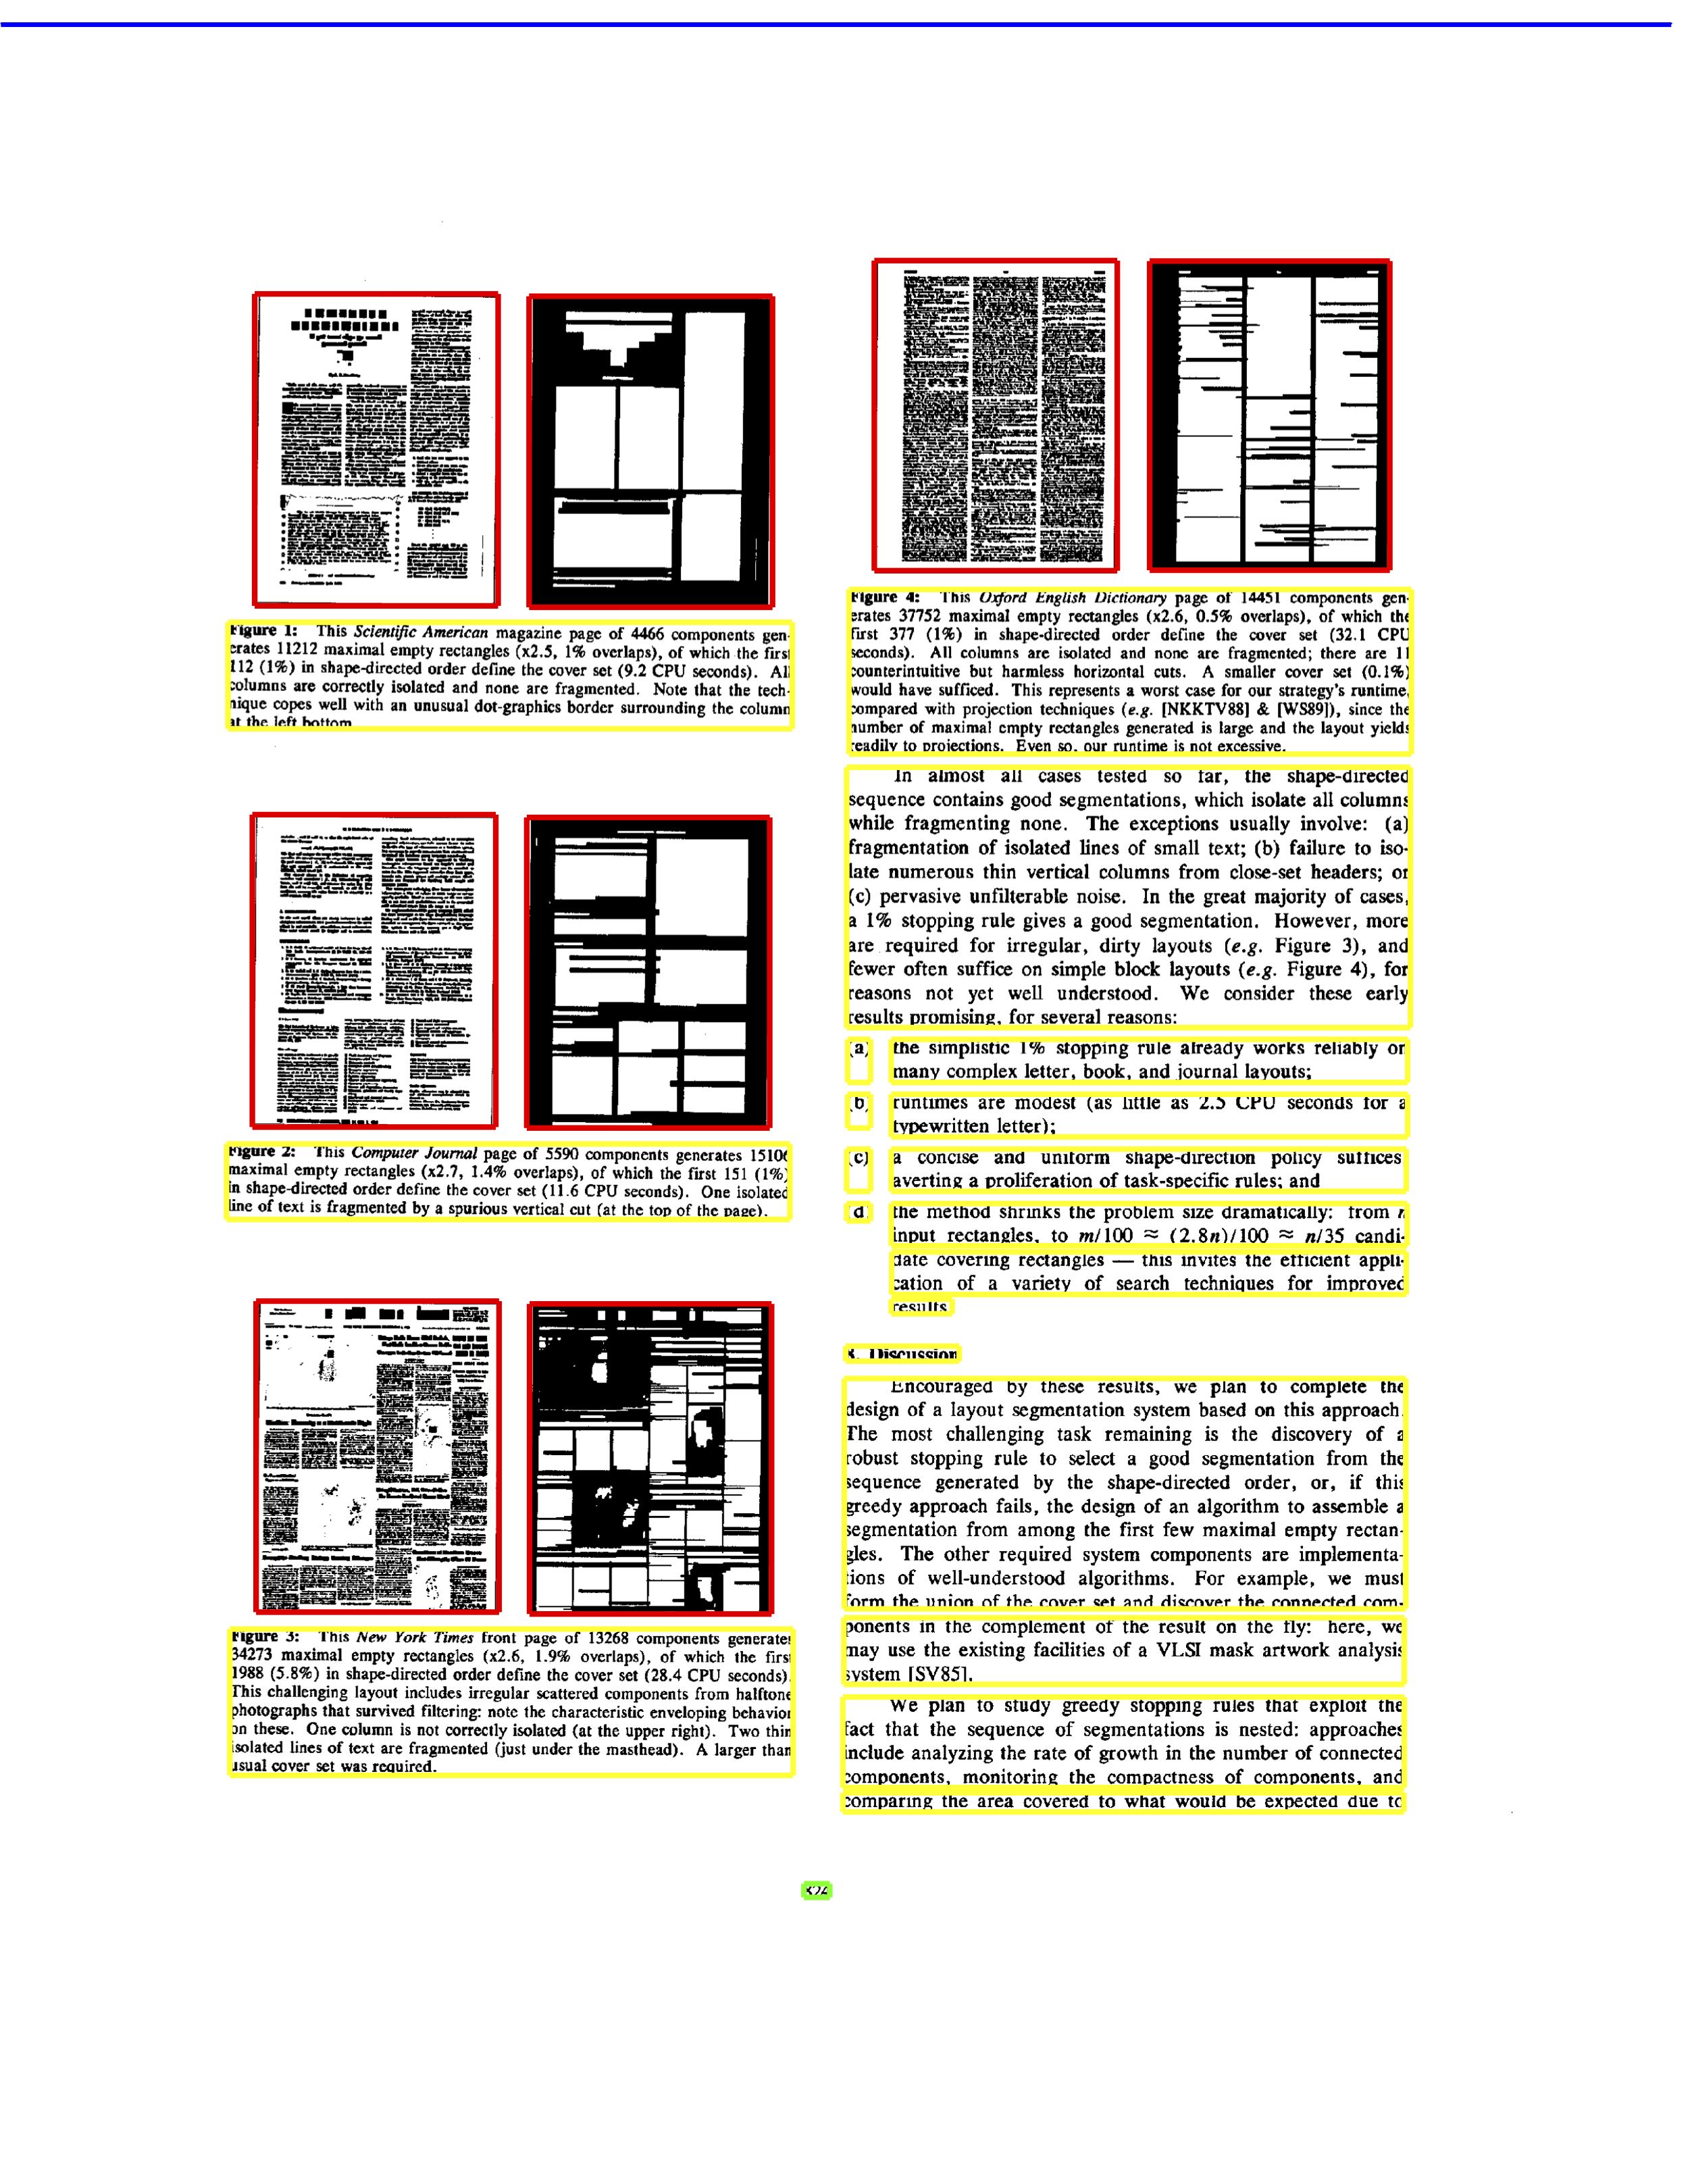 Figure 1: This Scientific American magazine page of 4466 components gen-
erates 11212 maximal empty rectangles (x2.5, 1% overlaps), of which the first
112 (1%) in shape-directed order define the cover set (9.2 CPU seconds). All
columns are correctly isolated and none are fragmented. Note that the tech-
nique copes well with an unusual dot-graphics border surrounding the column
at the left bottom
Figure 2: This Computer Journal page of 5590 components generates 15106
maximal empty rectangles (x2.7, 1.4% overlaps), of which the first 151 (1%)
in shape-directed order define the cover set (11.6 CPU seconds). One isolated
line of text is fragmented by a spurious vertical cut (at the top of the page).
Figure 3: This New York Times front page of 13268 components generates
34273 maximal empty rectangles (x2.6, 1.9% overlaps), of which the first
1988 (5.8%) in shape-directed order define the cover set (28.4 CPU seconds).
This challenging layout includes irregular scattered components from halftone
photographs that survived filtering: note the characteristic enveloping behavior
on these. One column is not correctly isolated (at the upper right). Two thin
isolated lines of text are fragmented (just under the masthead). A larger than
usual cover set was required.
Figure 4: This Oxford English Dictionary page of 14451 components gen-
erates 37752 maximal empty rectangles (x2.6, 0.5% overlaps), of which the
first 377 (1%) in shape-directed order define the cover set (32.1 CPU
seconds). All columns are isolated and none are fragmented; there are 11
counterintuitive but harmless horizontal cuts. A smaller cover set (0.1%)
would have sufficed. This represents a worst case for our strategy's runtime,
compared with projection techniques (e.g. [NKKTV88] & [WS89]), since the
number of maximal empty rectangles generated is large and the layout yields
readily to projections. Even so, our runtime is not excessive.
In almost all cases tested so far, the shape-directed
sequence contains good segmentations, which isolate all columns
while fragmenting none. The exceptions usually involve: (a)
fragmentation of isolated lines of small text; (b) failure to iso-
late numerous thin vertical columns from close-set headers; or
(c) pervasive unfilterable noise. In the great majority of cases,
a 1% stopping rule gives a good segmentation. However, more
are required for irregular, dirty layouts (e.g. Figure 3), and
fewer often suffice on simple block layouts (e.g. Figure 4), for
reasons not yet well understood. We consider these early
results promising, for several reasons:
(a) the simplistic 1% stopping rule already works reliably on
many complex letter, book, and journal layouts;
(b) runtimes are modest (as little as 2.5 CPU seconds for a
typewritten letter);
(c) a concise and uniform shape-direction policy suffices
averting a proliferation of task-specific rules; and
(d) the method shrinks the problem size dramatically: from n
input rectangles, to m/100 ≈ (2.8n)/100 ≈ n/35 candi-
date covering rectangles — this invites the efficient appli-
cation of a variety of search techniques for improved
results
Discussion
Encouraged by these results, we plan to complete the
design of a layout segmentation system based on this approach.
The most challenging task remaining is the discovery of a
robust stopping rule to select a good segmentation from the
sequence generated by the shape-directed order, or, if this
greedy approach fails, the design of an algorithm to assemble a
segmentation from among the first few maximal empty rectan-
gles. The other required system components are implementa-
tions of well-understood algorithms. For example, we must
form the union of the cover set and discover the connected com-
ponents in the complement of the result on the fly: here, we
may use the existing facilities of a VLSI mask artwork analysis
system [SV85].
We plan to study greedy stopping rules that exploit the
fact that the sequence of segmentations is nested: approaches
include analyzing the rate of growth in the number of connected
components, monitoring the compactness of components, and
comparing the area covered to what would be expected due to